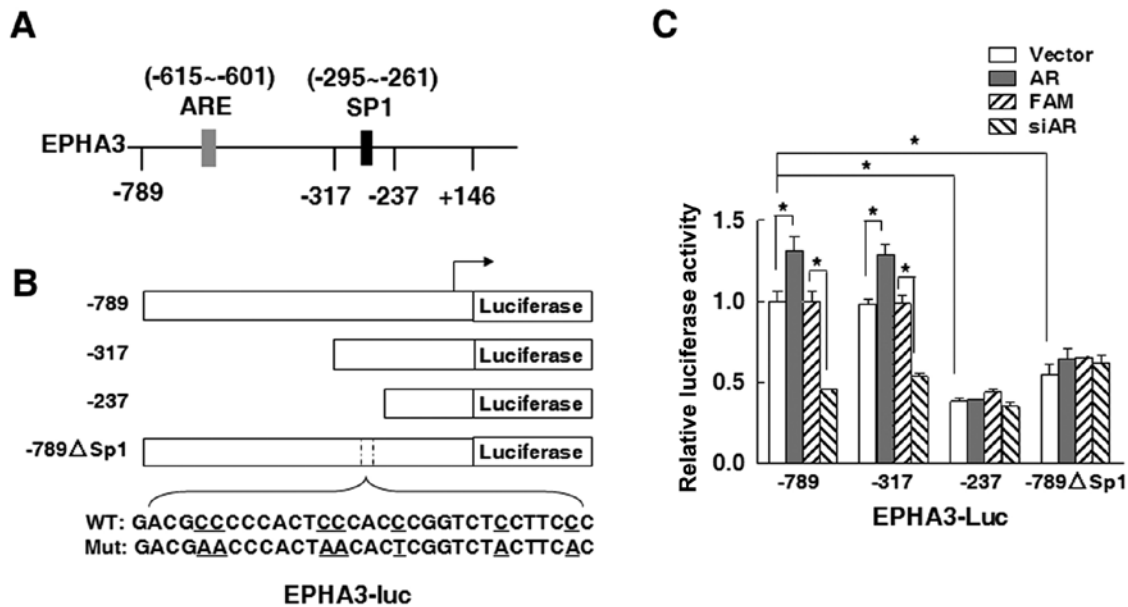 A
(-615~-601)
(-295~-261)
ARE
SP1
EPHA3
-789
-317
-237
+146
B
-789
Luciferase
-317
Luciferase
-237
Luciferase
-789△Sp1
Luciferase
WT: GACGCCCCCACTCCCACCCGGTCTCCTTCCC
Mut: GACGAACCCACTAACACTCGGTCTACTTCAC
EPHA3-luc
C
Vector
AR
FAM
siAR
*
*
*
*
*
*
Relative luciferase activity
1.5
1.0
0.5
0.0
-789
-317
-237
-789△Sp1
EPHA3-Luc